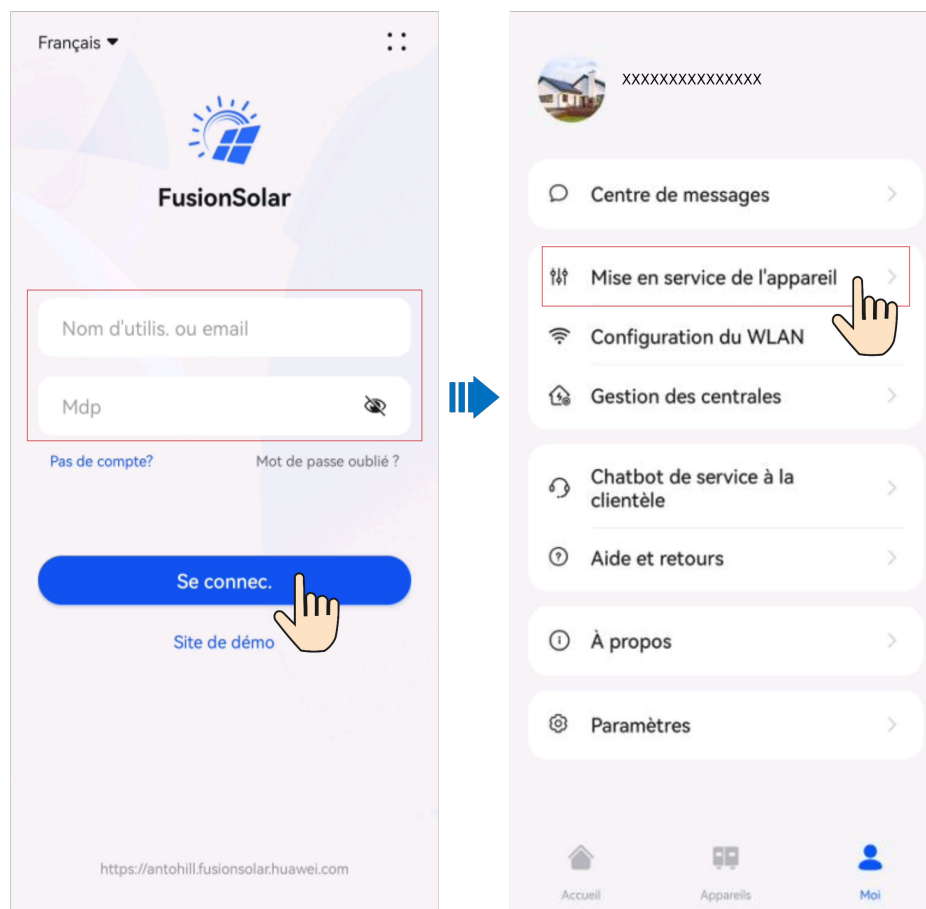 Français
FusionSolar
Nom d'utilis. ou email
Mdp
Pas de compte?
Mot de passe oublié ?
Se connec.
Site de démo
https://antohill.fusionsolar.huawei.com
xxxxxxxxxxxxxxx
Centre de messages
Mise en service de l'appareil
Configuration du WLAN
Gestion des centrales
Chatbot de service à la
clientèle
Aide et retours
À propos
Paramètres
Accueil
Appareils
Moi